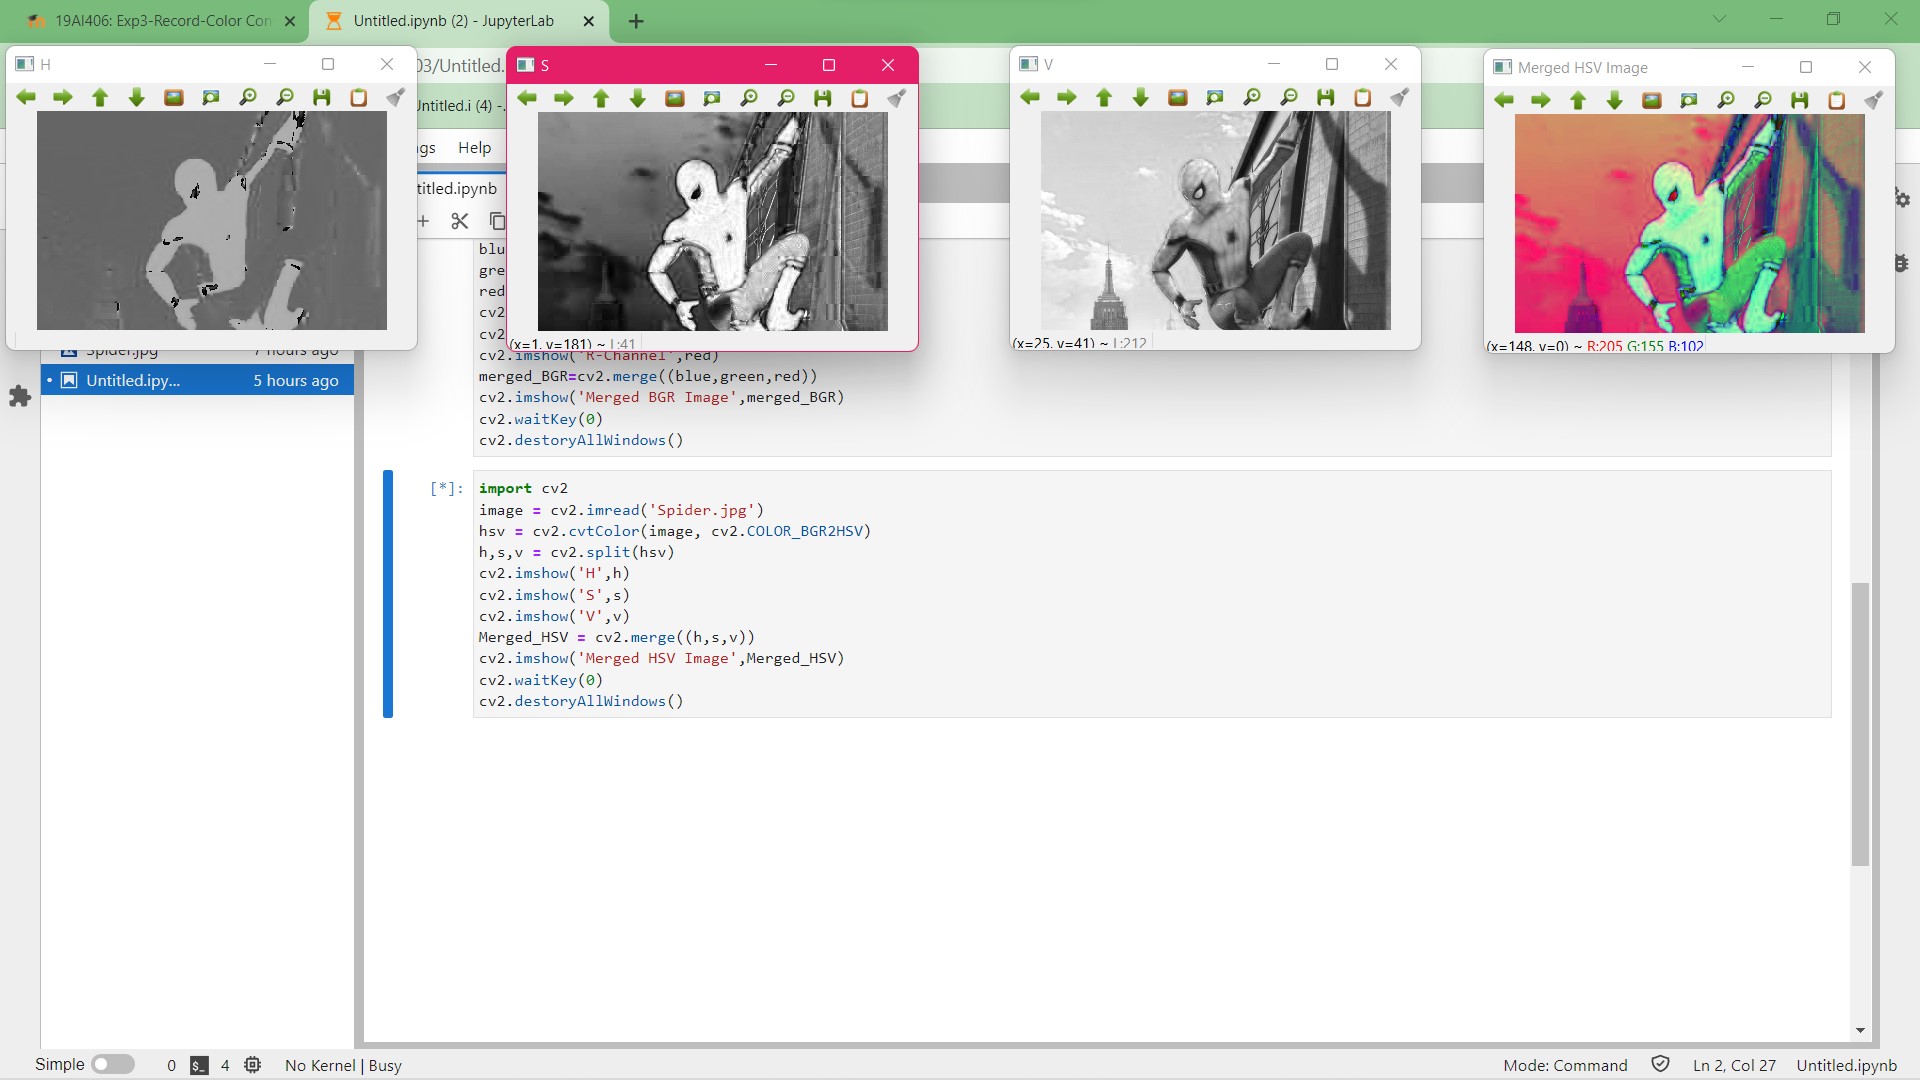 19AI406: Exp3-Record-Color Con
Untitled.ipynb (2) - JupyterLab
H
03/Untitled.
S
V
Merged HSV Image
Untitled.i (4) -
ngs Help
ntitled.ipynb
blu
gre
red
cv2
cv2
(x=1, y=181) ~ L:41
(x=25, y=41) ~ L:212
(x=148, y=0) ~ R:205 G:155 B:102
Spider.jpg 7 hours ago
cv2.imshow('R-Channel',red)
Untitled.ipy... 5 hours ago
merged_BGR=cv2.merge((blue,green,red))
cv2.imshow('Merged BGR Image',merged_BGR)
cv2.waitKey(0)
cv2.destoryAllWindows()
[*]:
import cv2
image = cv2.imread('Spider.jpg')
hsv = cv2.cvtColor(image, cv2.COLOR_BGR2HSV)
h,s,v = cv2.split(hsv)
cv2.imshow('H',h)
cv2.imshow('S',s)
cv2.imshow('V',v)
Merged_HSV = cv2.merge((h,s,v))
cv2.imshow('Merged HSV Image',Merged_HSV)
cv2.waitKey(0)
cv2.destoryAllWindows()
Simple 0 $_ 4 No Kernel | Busy Mode: Command Ln 2, Col 27 Untitled.ipynb